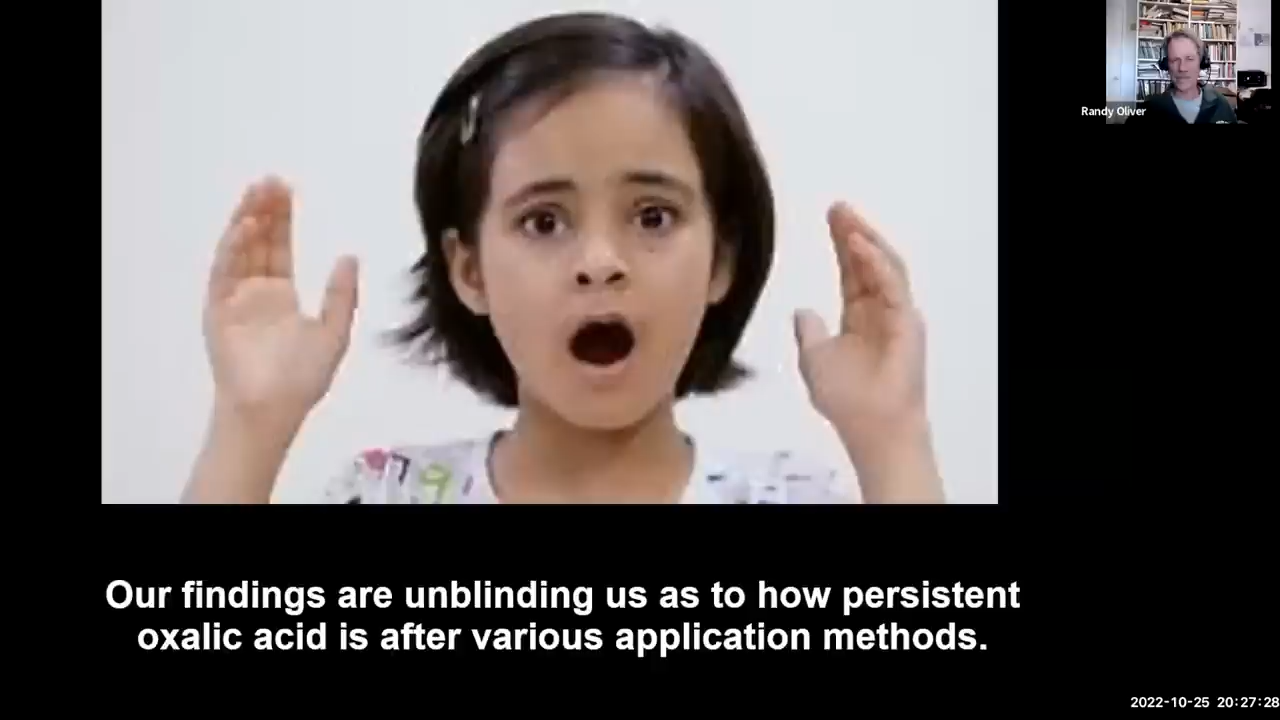 Randy Oliver
Our findings are unblinding us as to how persistent
oxalic acid is after various application methods.
2022-10-25 20:27:28